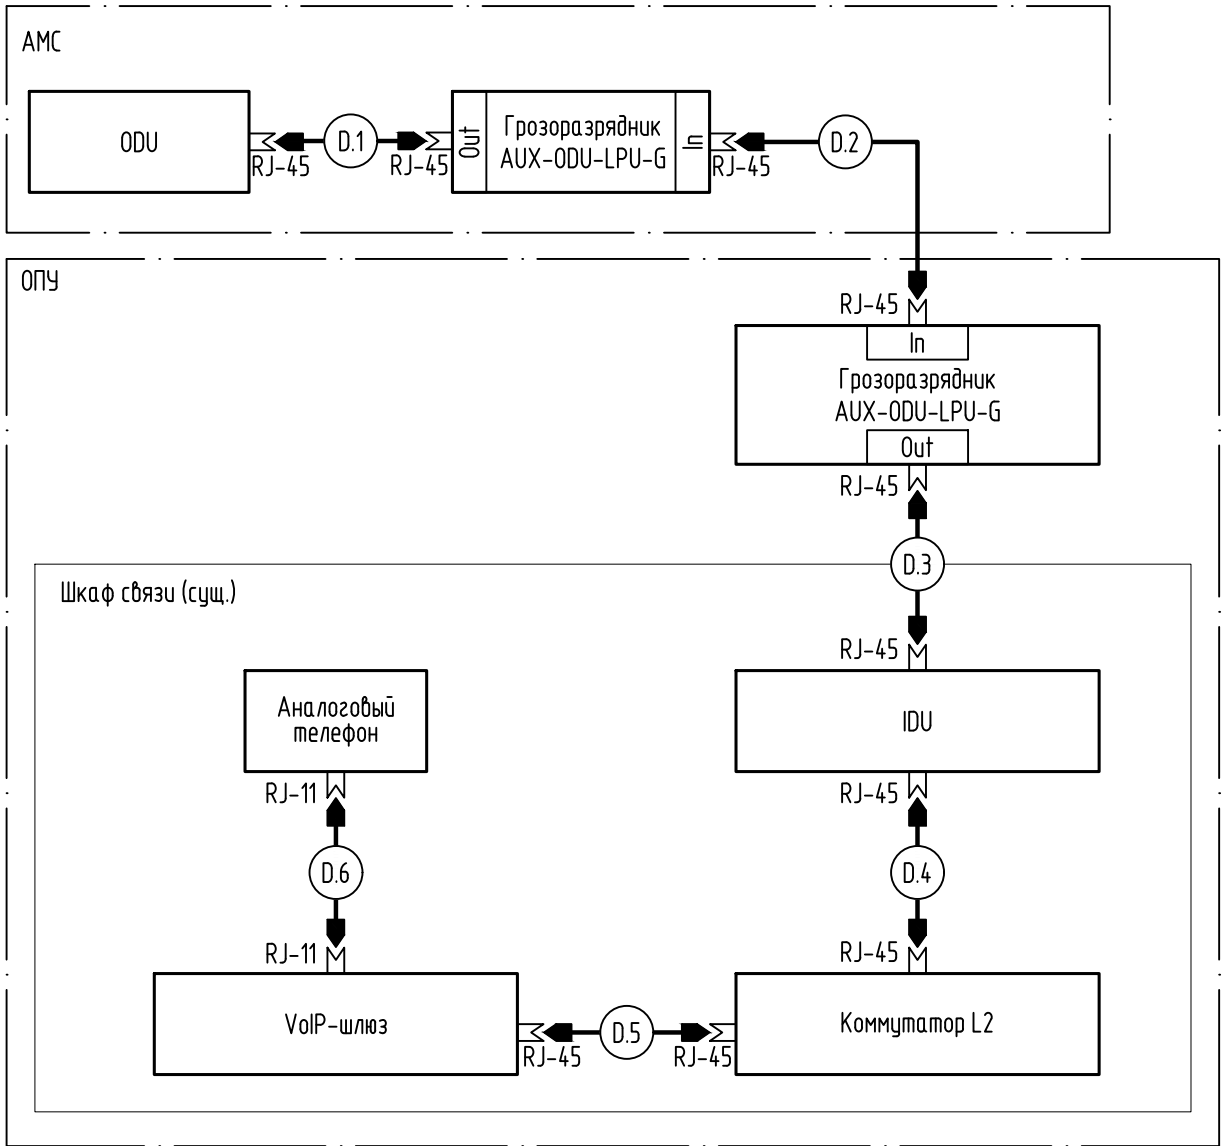 АМС
ODU
RJ-45
D.1
RJ-45
Out
Грозоразрядник
AUX-ODU-LPU-G
In
RJ-45
D.2
ОПУ
RJ-45
In
Грозоразрядник
AUX-ODU-LPU-G
Out
RJ-45
D.3
Шкаф связи (сущ.)
RJ-45
Аналоговый
телефон
IDU
RJ-11
RJ-45
D.6
D.4
RJ-11
RJ-45
VoIP-шлюз
RJ-45
D.5
RJ-45
Коммутатор L2